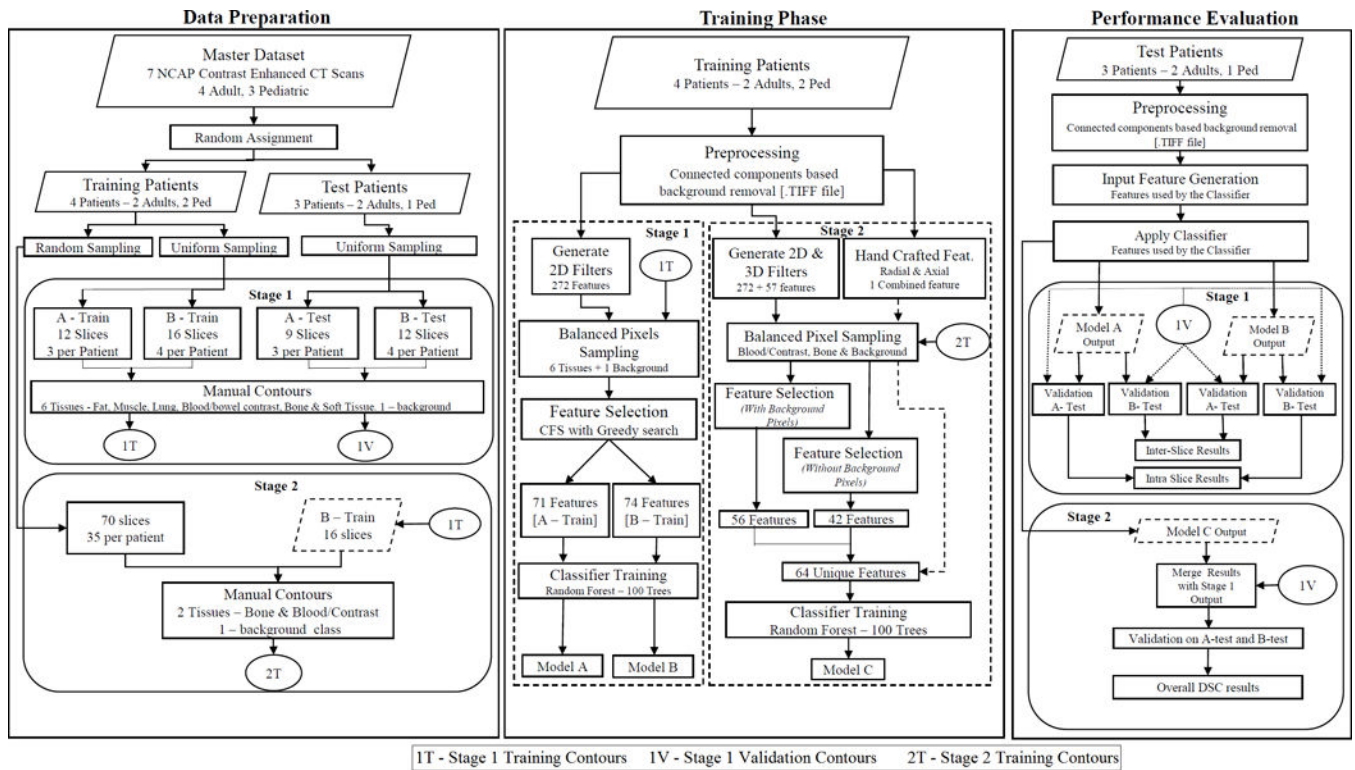 Data Preparation
Master Dataset
7 NCAP Contrast Enhanced CT Scans
4 Adult, 3 Pediatric
Random Assignment
Training Patients
4 Patients – 2 Adults, 2 Ped
Test Patients
3 Patients – 2 Adults, 1 Ped
Random Sampling
Uniform Sampling
Uniform Sampling
Stage 1
A - Train
12 Slices
3 per Patient
B - Train
16 Slices
4 per Patient
A - Test
9 Slices
3 per Patient
B - Test
12 Slices
4 per Patient
Manual Contours
6 Tissues - Fat, Muscle, Lung, Blood/bowel contrast, Bone & Soft Tissue, 1 – background
1T
1V
Stage 2
70 slices
35 per patient
B – Train
16 slices
1T
Manual Contours
2 Tissues – Bone & Blood/Contrast
1 – background class
2T
Training Phase
Training Patients
4 Patients – 2 Adults, 2 Ped
Preprocessing
Connected components based
background removal [.TIFF file]
Stage 1
Generate
2D Filters
272 Features
1T
Balanced Pixels
Sampling
6 Tissues + 1 Background
Feature Selection
CFS with Greedy search
71 Features
[A – Train]
74 Features
[B – Train]
Classifier Training
Random Forest – 100 Trees
Model A
Model B
Stage 2
Generate 2D &
3D Filters
272 + 57 features
Hand Crafted Feat.
Radial & Axial
1 Combined feature
Balanced Pixel Sampling
Blood/Contrast, Bone & Background
2T
Feature Selection
(With Background
Pixels)
Feature Selection
(Without Background
Pixels)
56 Features
42 Features
64 Unique Features
Classifier Training
Random Forest – 100 Trees
Model C
Performance Evaluation
Test Patients
3 Patients – 2 Adults, 1 Ped
Preprocessing
Connected components based background removal
[.TIFF file]
Input Feature Generation
Features used by the Classifier
Apply Classifier
Features used by the Classifier
Stage 1
Model A
Output
1V
Model B
Output
Validation
A- Test
Validation
B- Test
Validation
A- Test
Validation
B- Test
Inter-Slice Results
Intra Slice Results
Stage 2
Model C Output
Merge Results
with Stage 1
Output
1V
Validation on A-test and B-test
Overall DSC results
1T - Stage 1 Training Contours 1V - Stage 1 Validation Contours 2T - Stage 2 Training Contours